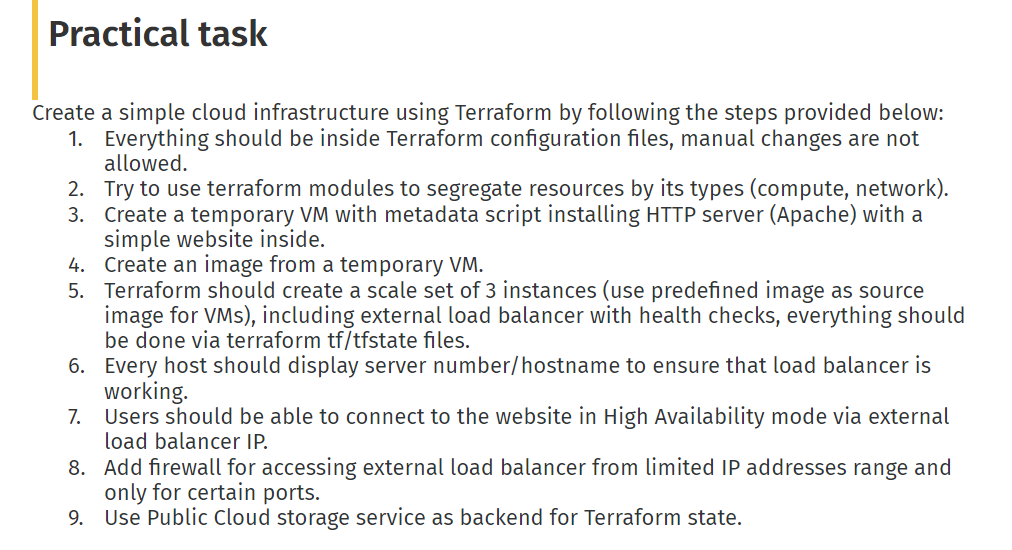 Practical task
Create a simple cloud infrastructure using Terraform by following the steps provided below:
1. Everything should be inside Terraform configuration files, manual changes are not
allowed.
2. Try to use terraform modules to segregate resources by its types (compute, network).
3. Create a temporary VM with metadata script installing HTTP server (Apache) with a
simple website inside.
4. Create an image from a temporary VM.
5. Terraform should create a scale set of 3 instances (use predefined image as source
image for VMs), including external load balancer with health checks, everything should
be done via terraform tf/tfstate files.
6. Every host should display server number/hostname to ensure that load balancer is
working.
7. Users should be able to connect to the website in High Availability mode via external
load balancer IP.
8. Add firewall for accessing external load balancer from limited IP addresses range and
only for certain ports.
9. Use Public Cloud storage service as backend for Terraform state.